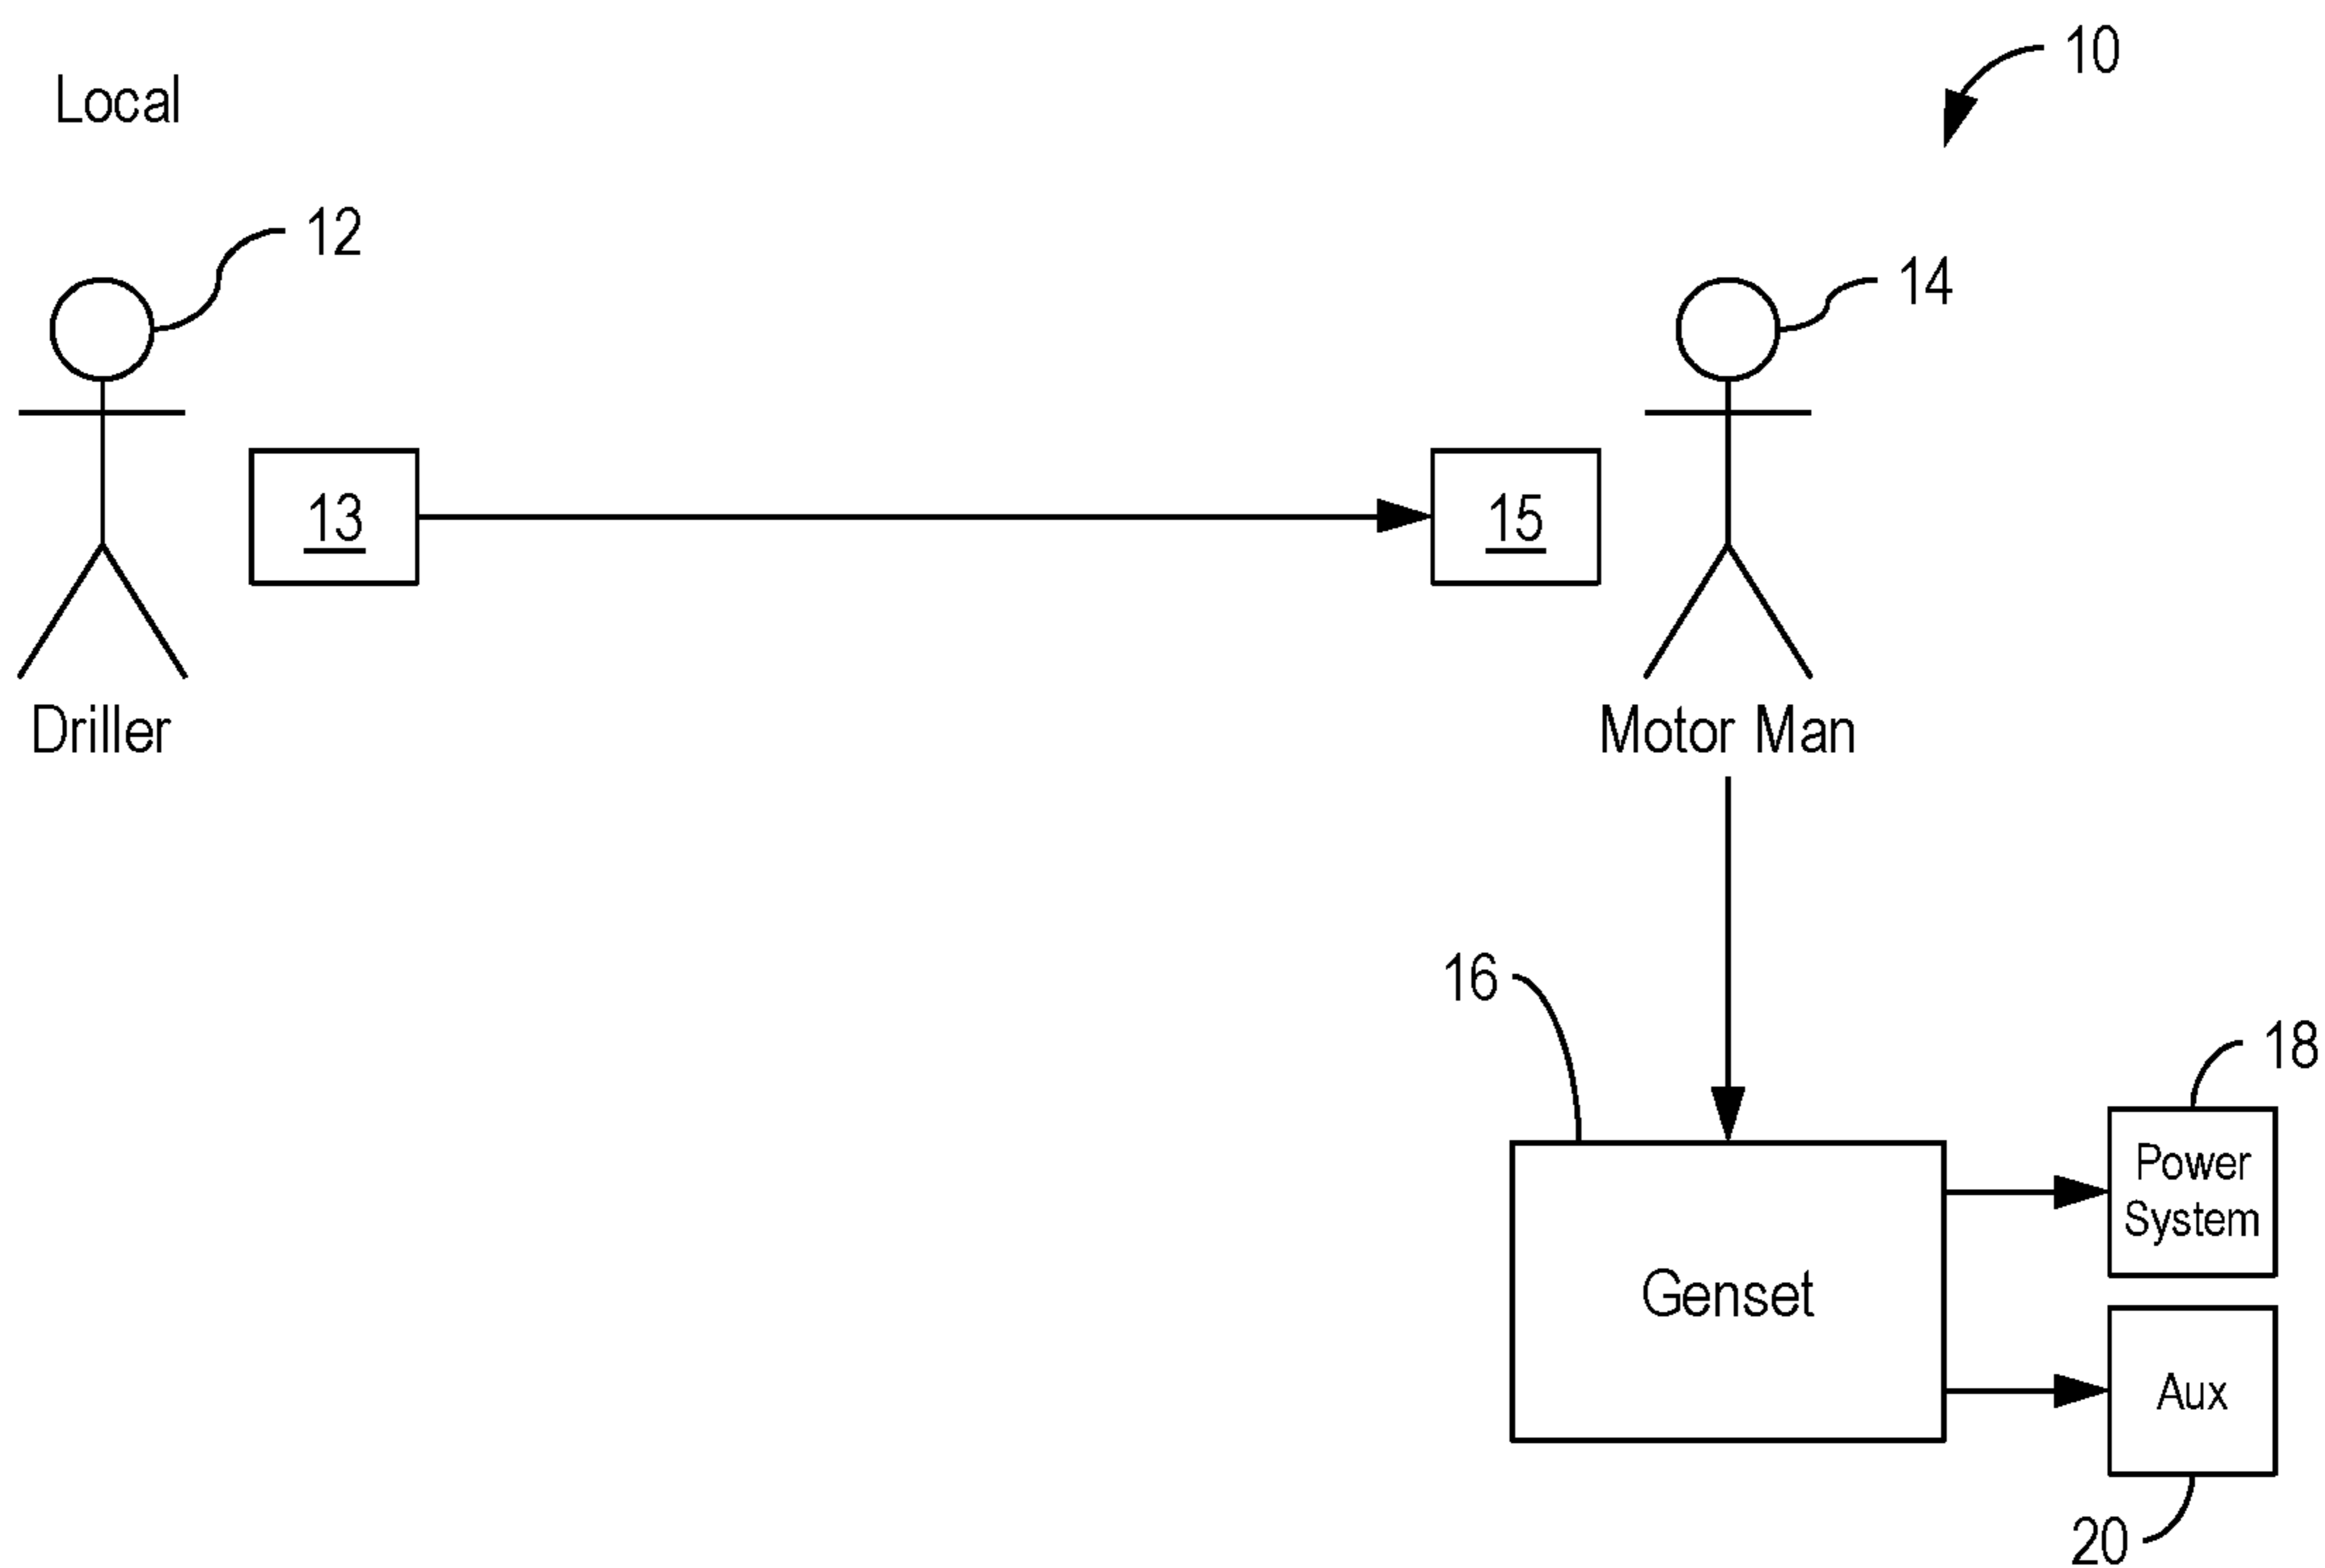 10
Local
12
14
13
15
Driller
Motor Man
16
18
Power
System
Genset
Aux
20